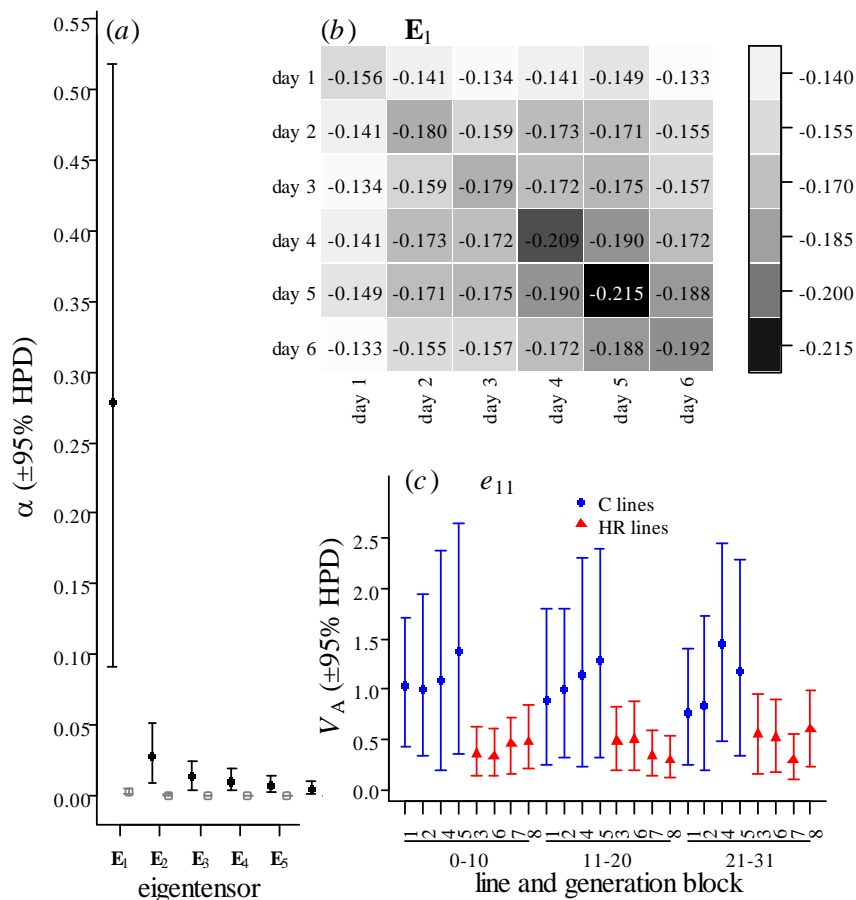 (a)
0.55
0.50
0.45
0.40
0.35
0.30
0.25
0.20
0.15
0.10
0.05
0.00
α (±95% HPD)
E1 E2 E3 E4 E5
eigentensor
(b) E1
day 1 -0.156 -0.141 -0.134 -0.141 -0.149 -0.133
day 2 -0.141 -0.180 -0.159 -0.173 -0.171 -0.155
day 3 -0.134 -0.159 -0.179 -0.172 -0.175 -0.157
day 4 -0.141 -0.173 -0.172 -0.209 -0.190 -0.172
day 5 -0.149 -0.171 -0.175 -0.190 -0.215 -0.188
day 6 -0.133 -0.155 -0.157 -0.172 -0.188 -0.192
day 1 day 2 day 3 day 4 day 5 day 6
-0.140
-0.155
-0.170
-0.185
-0.200
-0.215
(c) e11
C lines
HR lines
2.5
2.0
1.5
1.0
0.5
0.0
VA (±95% HPD)
1 2 4 5 3 6 7 8 1 2 4 5 3 6 7 8 1 2 4 5 3 6 7 8
0-10 11-20 21-31
line and generation block